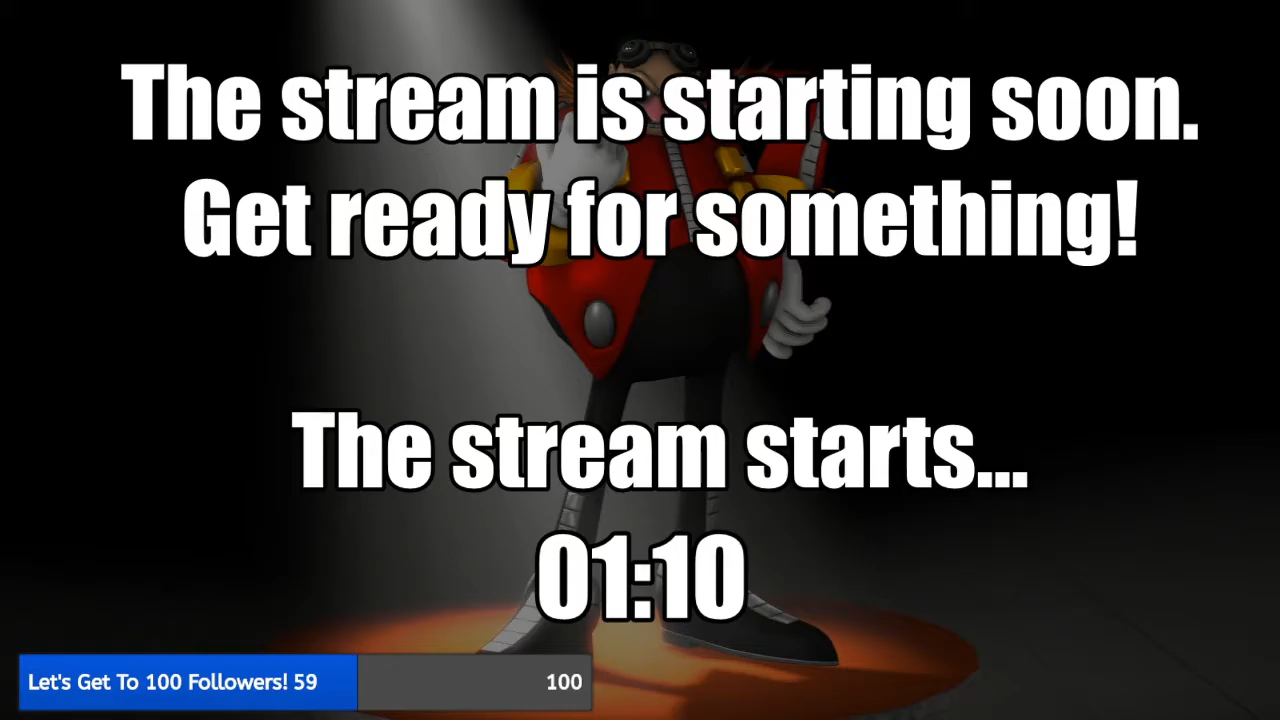 The stream is starting soon.
Get ready for something!
The stream starts...
01:10
Let's Get To 100 Followers! 59
100